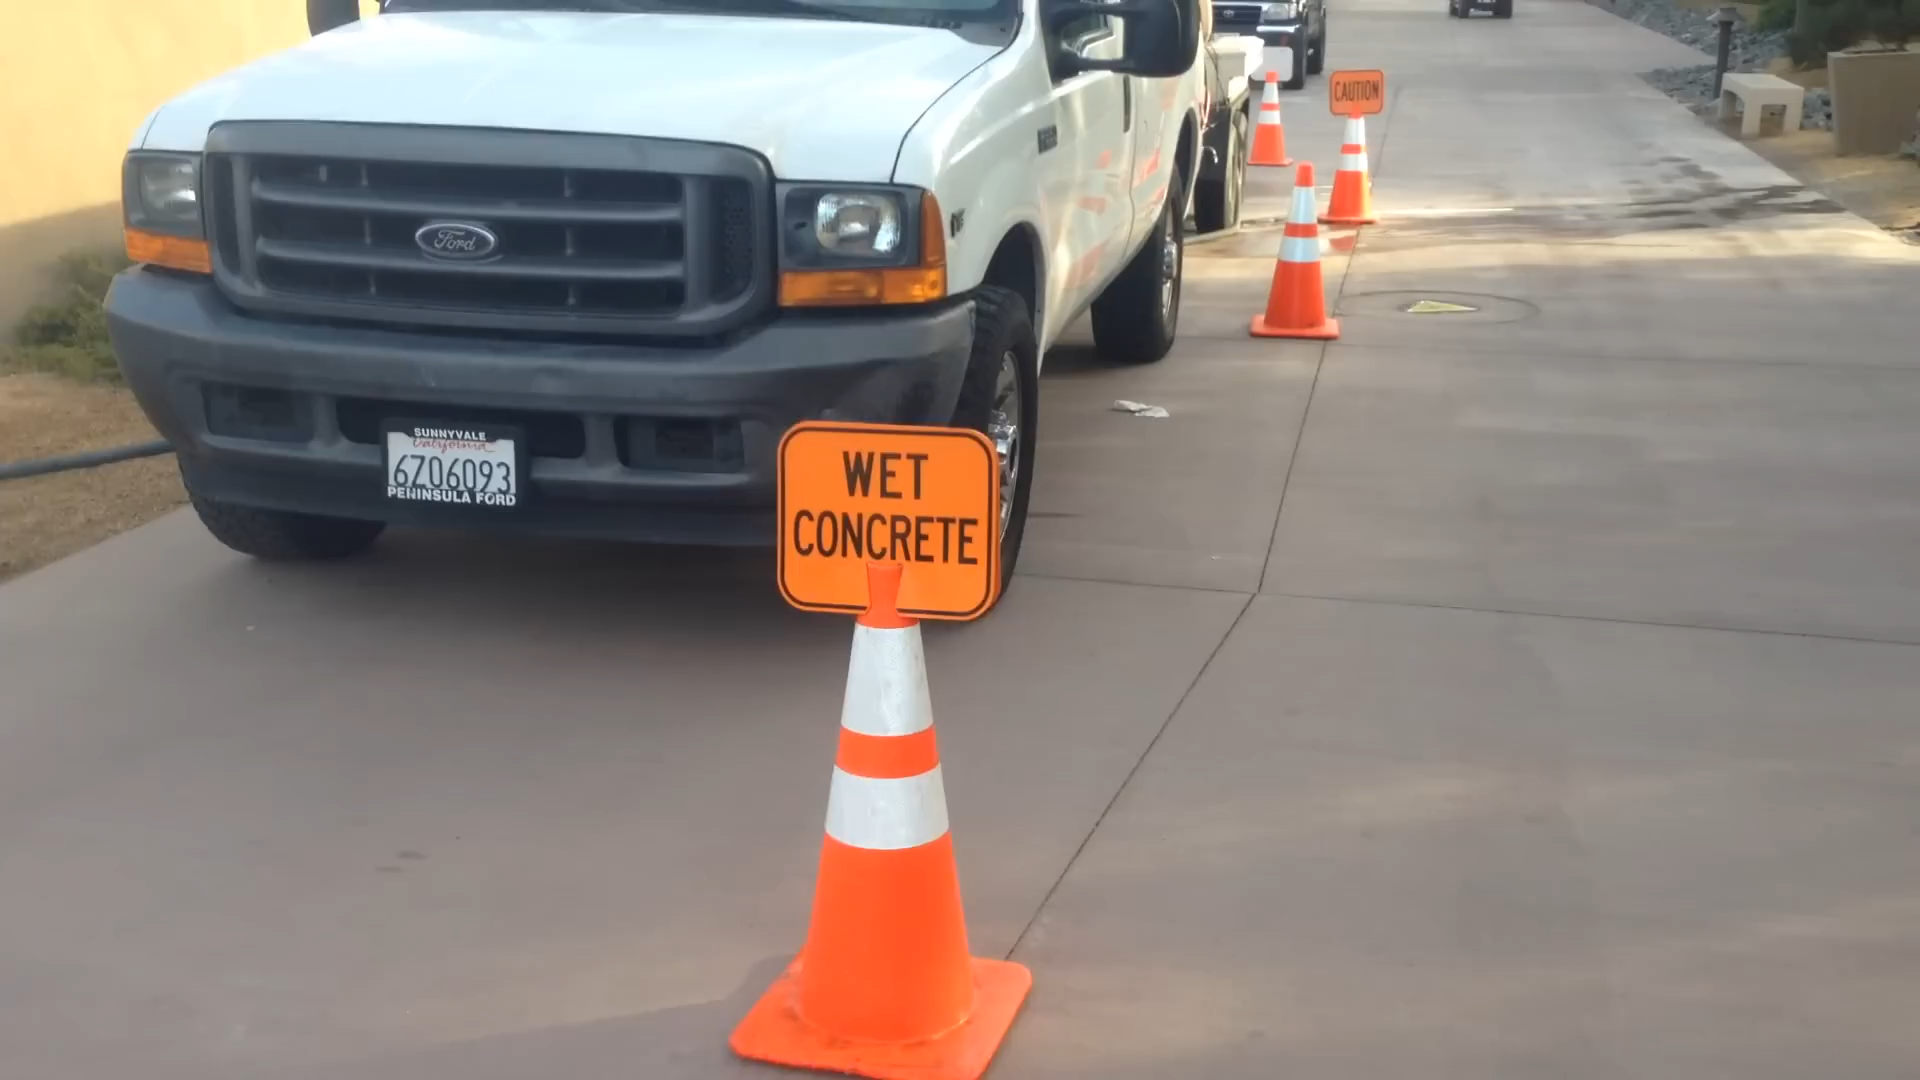 CAUTION
Ford
SUNNYVALE
California
6Z06093
PENINSULA FORD
WET
CONCRETE